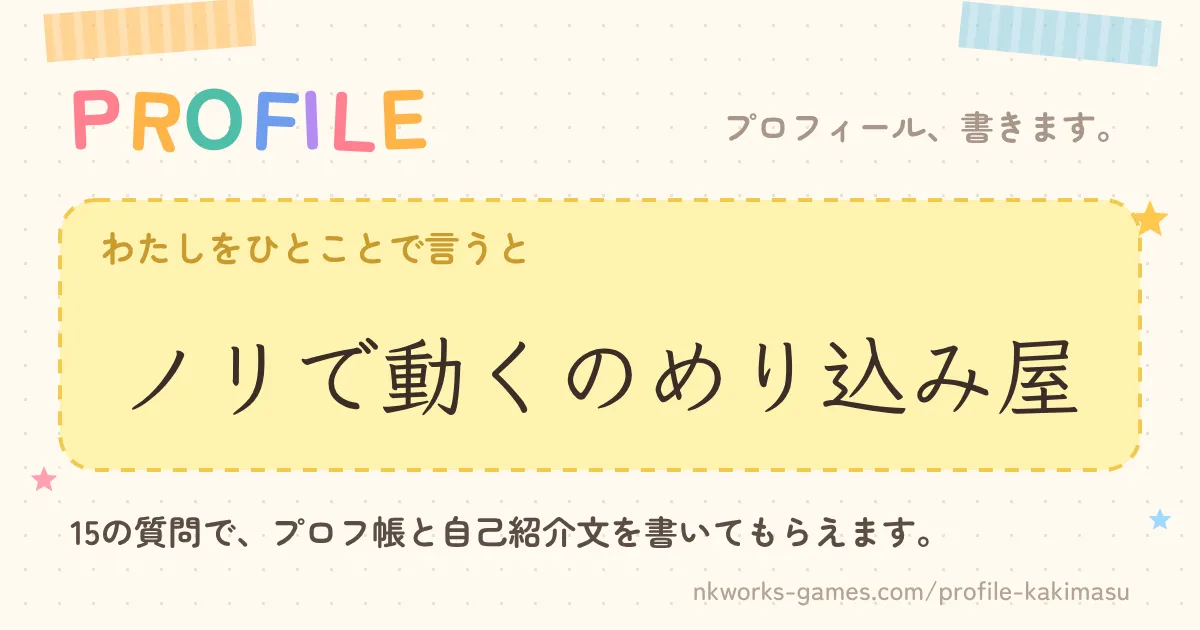 PROFILE
プロフィール、書きます。
わたしをひとことで言うと
ノリで動くのめり込み屋
15の質問で、プロフ帳と自己紹介文を書いてもらえます。
nkworks-games.com/profile-kakimasu